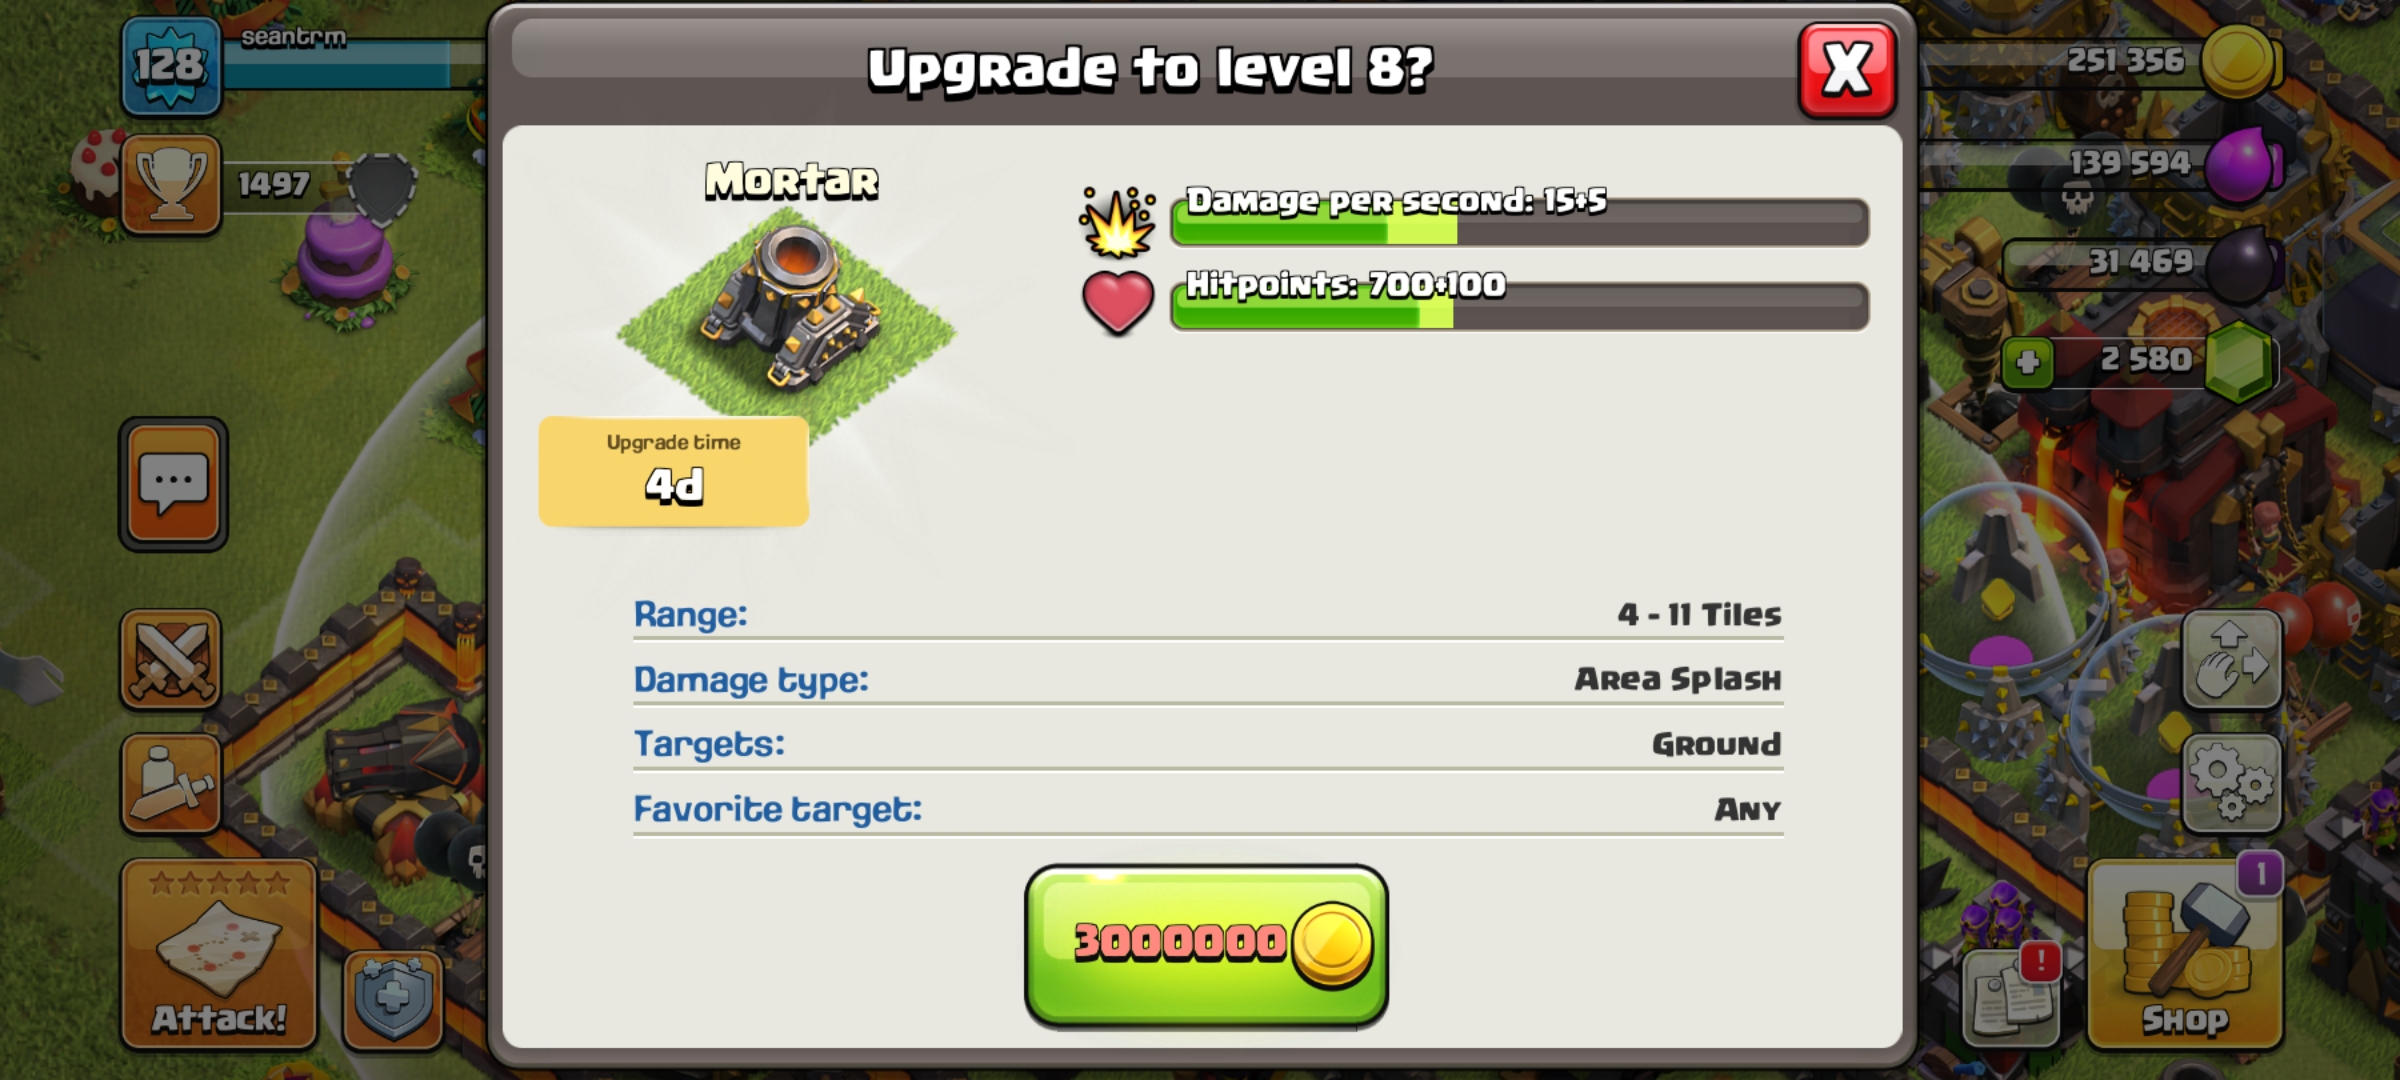 seantrm
128
1497
Upgrade to level 8?
X
251 356
139 594
31 469
2 580
Mortar
Damage per second: 15+5
Hitpoints: 700+100
Upgrade time
4d
Range: 4 - 11 Tiles
Damage type: Area Splash
Targets: Ground
Favorite target: Any
3000000
Attack!
!
1
Shop